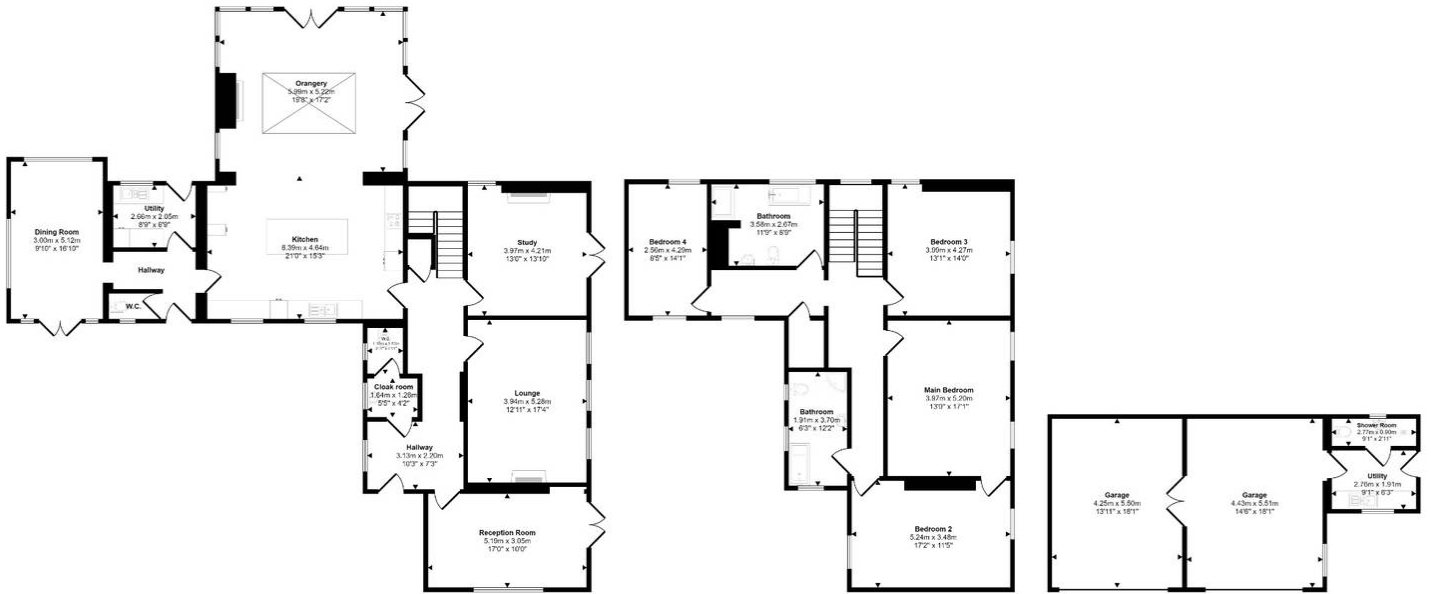 Orangery
5.99m x 5.22m
19'8" x 17'2"
Utility
2.66m x 2.05m
8'9" x 6'9"
Dining Room
3.00m x 5.12m
9'10" x 16'10"
Hallway
W.C.
Kitchen
6.39m x 4.64m
21'0" x 15'3"
Study
3.97m x 4.21m
13'0" x 13'10"
W.C.
Cloak room
1.64m x 1.28m
5'5" x 4'2"
Lounge
3.94m x 5.28m
12'11" x 17'4"
Hallway
3.13m x 2.20m
10'3" x 7'3"
Reception Room
5.19m x 3.05m
17'0" x 10'0"
Bedroom 4
2.56m x 4.29m
8'5" x 14'1"
Bathroom
3.58m x 2.67m
11'9" x 8'9"
Bedroom 3
3.99m x 4.27m
13'1" x 14'0"
Main Bedroom
3.97m x 5.20m
13'0" x 17'1"
Bathroom
1.91m x 3.70m
6'3" x 12'2"
Bedroom 2
5.24m x 3.48m
17'2" x 11'5"
Garage
4.25m x 5.50m
13'11" x 18'1"
Garage
4.43m x 5.51m
14'6" x 18'1"
Shower Room
2.77m x 0.90m
9'1" x 2'11"
Utility
2.76m x 1.91m
9'1" x 6'3"